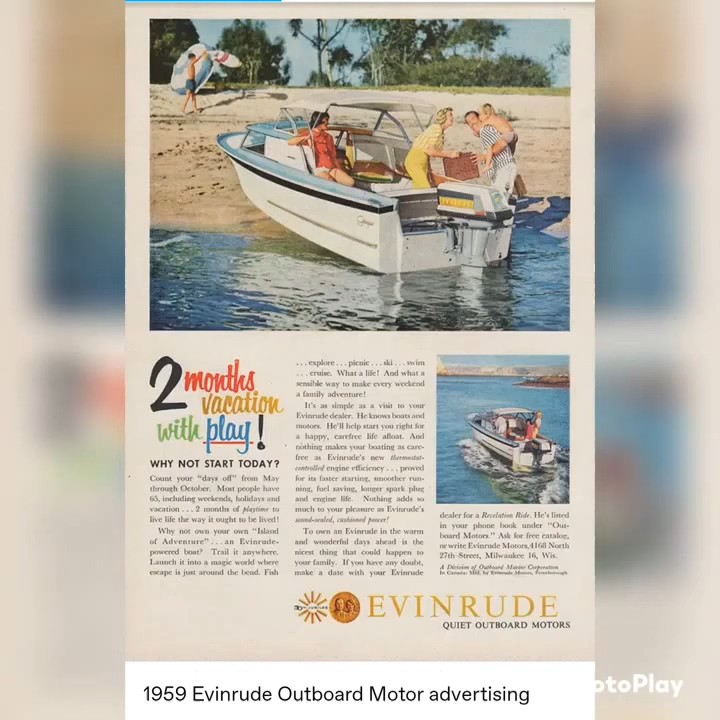 EVINRUDE
2 months
vacation
with play!
WHY NOT START TODAY?
Count your "days off" from May
through October. Most people have
65, including weekends, holidays and
vacation . . . 2 months of playtime to
live life the way it ought to be lived!
Why not own your own "Island
of Adventure" . . . an Evinrude-
powered boat? Trail it anywhere.
Launch it into a magic world where
escape is just around the bend. Fish
. . . explore . . . picnic . . . ski . . . swim
. . . cruise. What a life! And what a
sensible way to make every weekend
a family adventure!
It's as simple as a visit to your
Evinrude dealer. He knows boats and
motors. He'll help start you right for
a happy, carefree life afloat. And
nothing makes your boating as care-
free as Evinrude's new thermostat-
controlled engine efficiency . . . proved
for its faster starting, smoother run-
ning, fuel saving, longer spark plug
and engine life. Nothing adds so
much to your pleasure as Evinrude's
sound-sealed, cushioned power!
To own an Evinrude in the warm
and wonderful days ahead is the
nicest thing that could happen to
your family. If you have any doubt,
make a date with your Evinrude
dealer for a Revelation Ride. He's listed
in your phone book under "Out-
board Motors." Ask for free catalog,
or write Evinrude Motors, 4168 North
27th Street, Milwaukee 16, Wis.
A Division of Outboard Marine Corporation
In Canada: Mfd. by Evinrude Motors, Peterborough
EVINRUDE
QUIET OUTBOARD MOTORS
1959 Evinrude Outboard Motor advertising
otoPlay